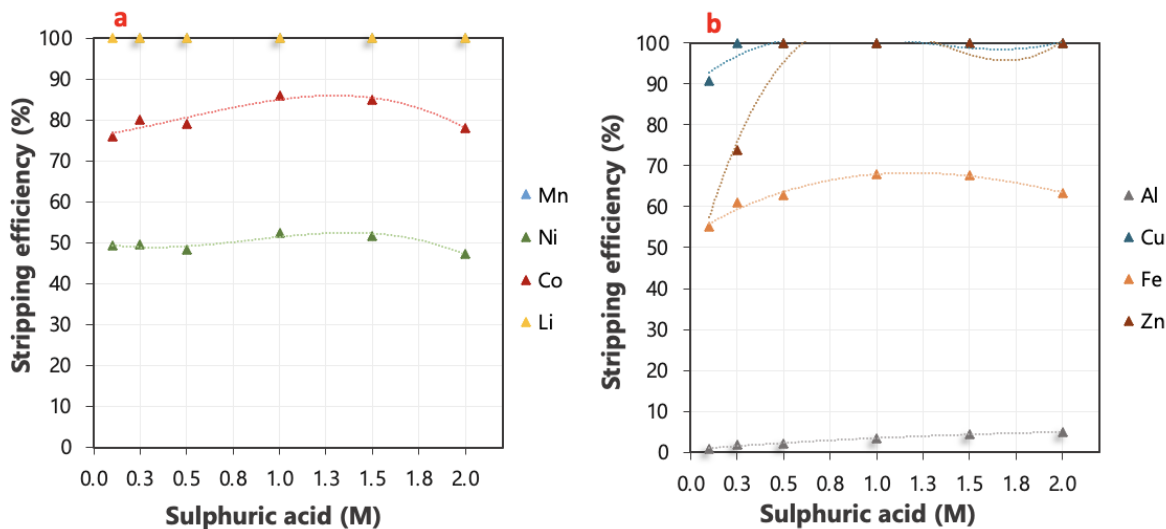 a
Stripping efficiency (%)
100
90
80
70
60
50
40
30
20
10
0
0.0 0.3 0.5 0.8 1.0 1.3 1.5 1.8 2.0
Sulphuric acid (M)
Mn
Ni
Co
Li
b
Stripping efficiency (%)
100
90
80
70
60
50
40
30
20
10
0
0.0 0.3 0.5 0.8 1.0 1.3 1.5 1.8 2.0
Sulphuric acid (M)
Al
Cu
Fe
Zn